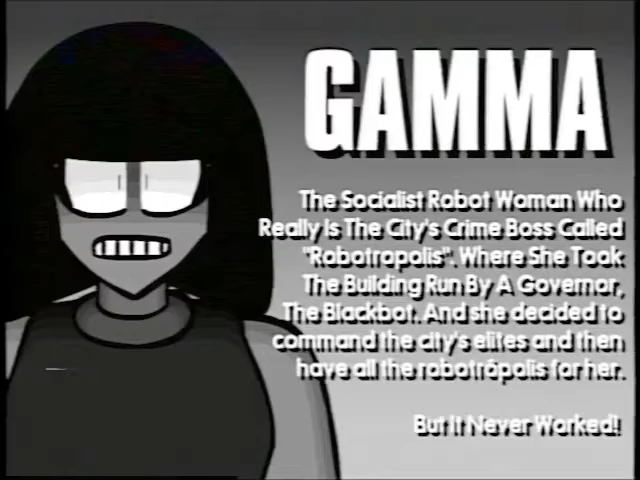 GAMMA
The Socialist Robot Woman Who
Really Is The City's Crime Boss Called
"Robotropolis". Where She Took
The Building Run By A Governor,
The Blackbot. And she decided to
command the city's elites and then
have all the robotrópolis for her.
But It Never Worked!